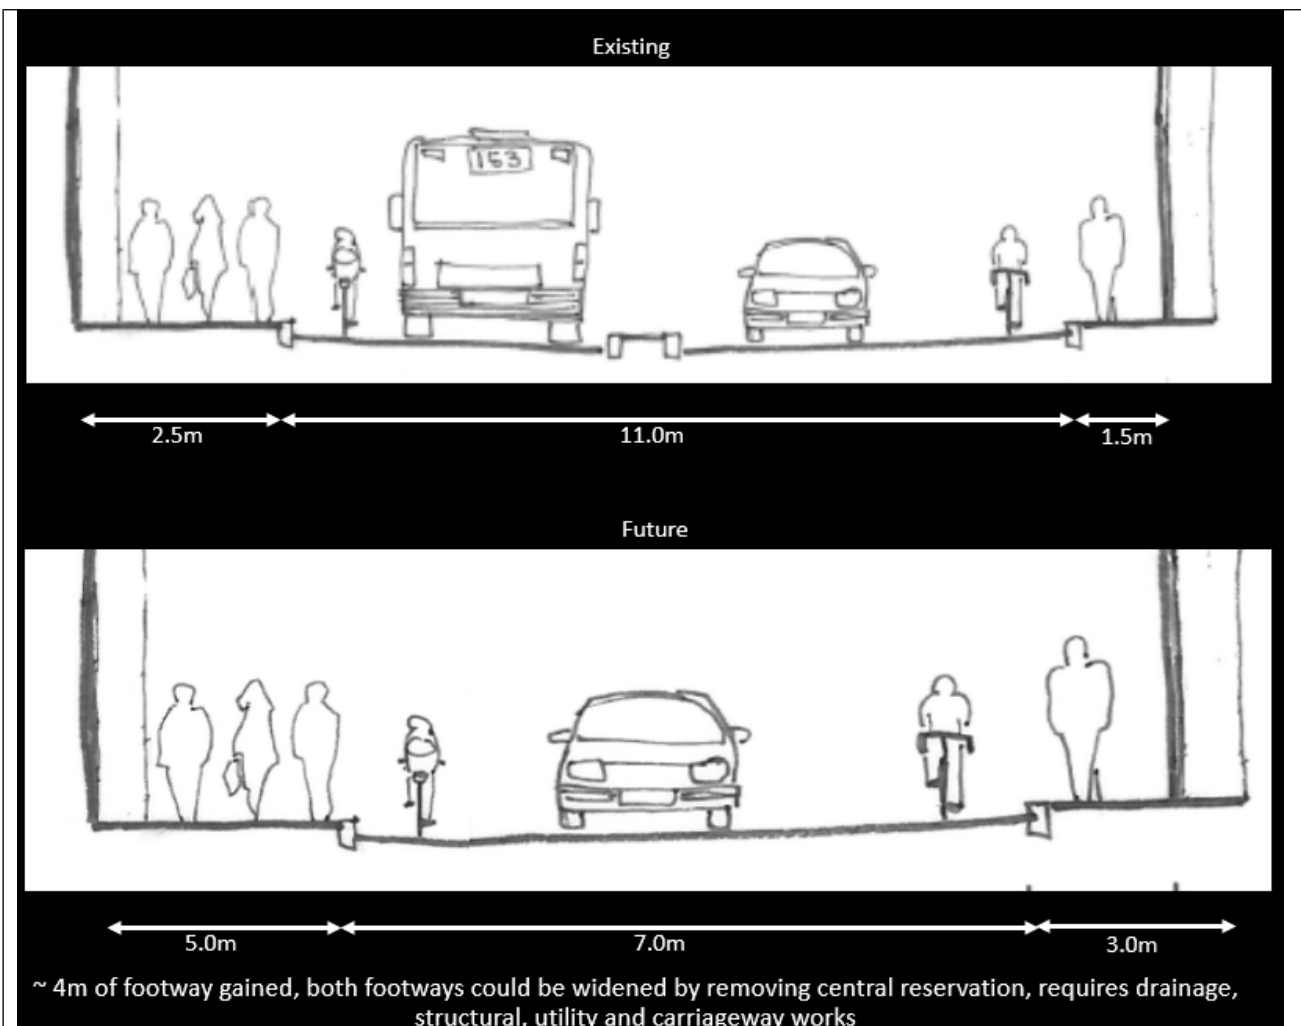 Existing
153
2.5m
11.0m
1.5m
Future
5.0m
7.0m
3.0m
~ 4m of footway gained, both footways could be widened by removing central reservation, requires drainage,
structural, utility and carriageway works